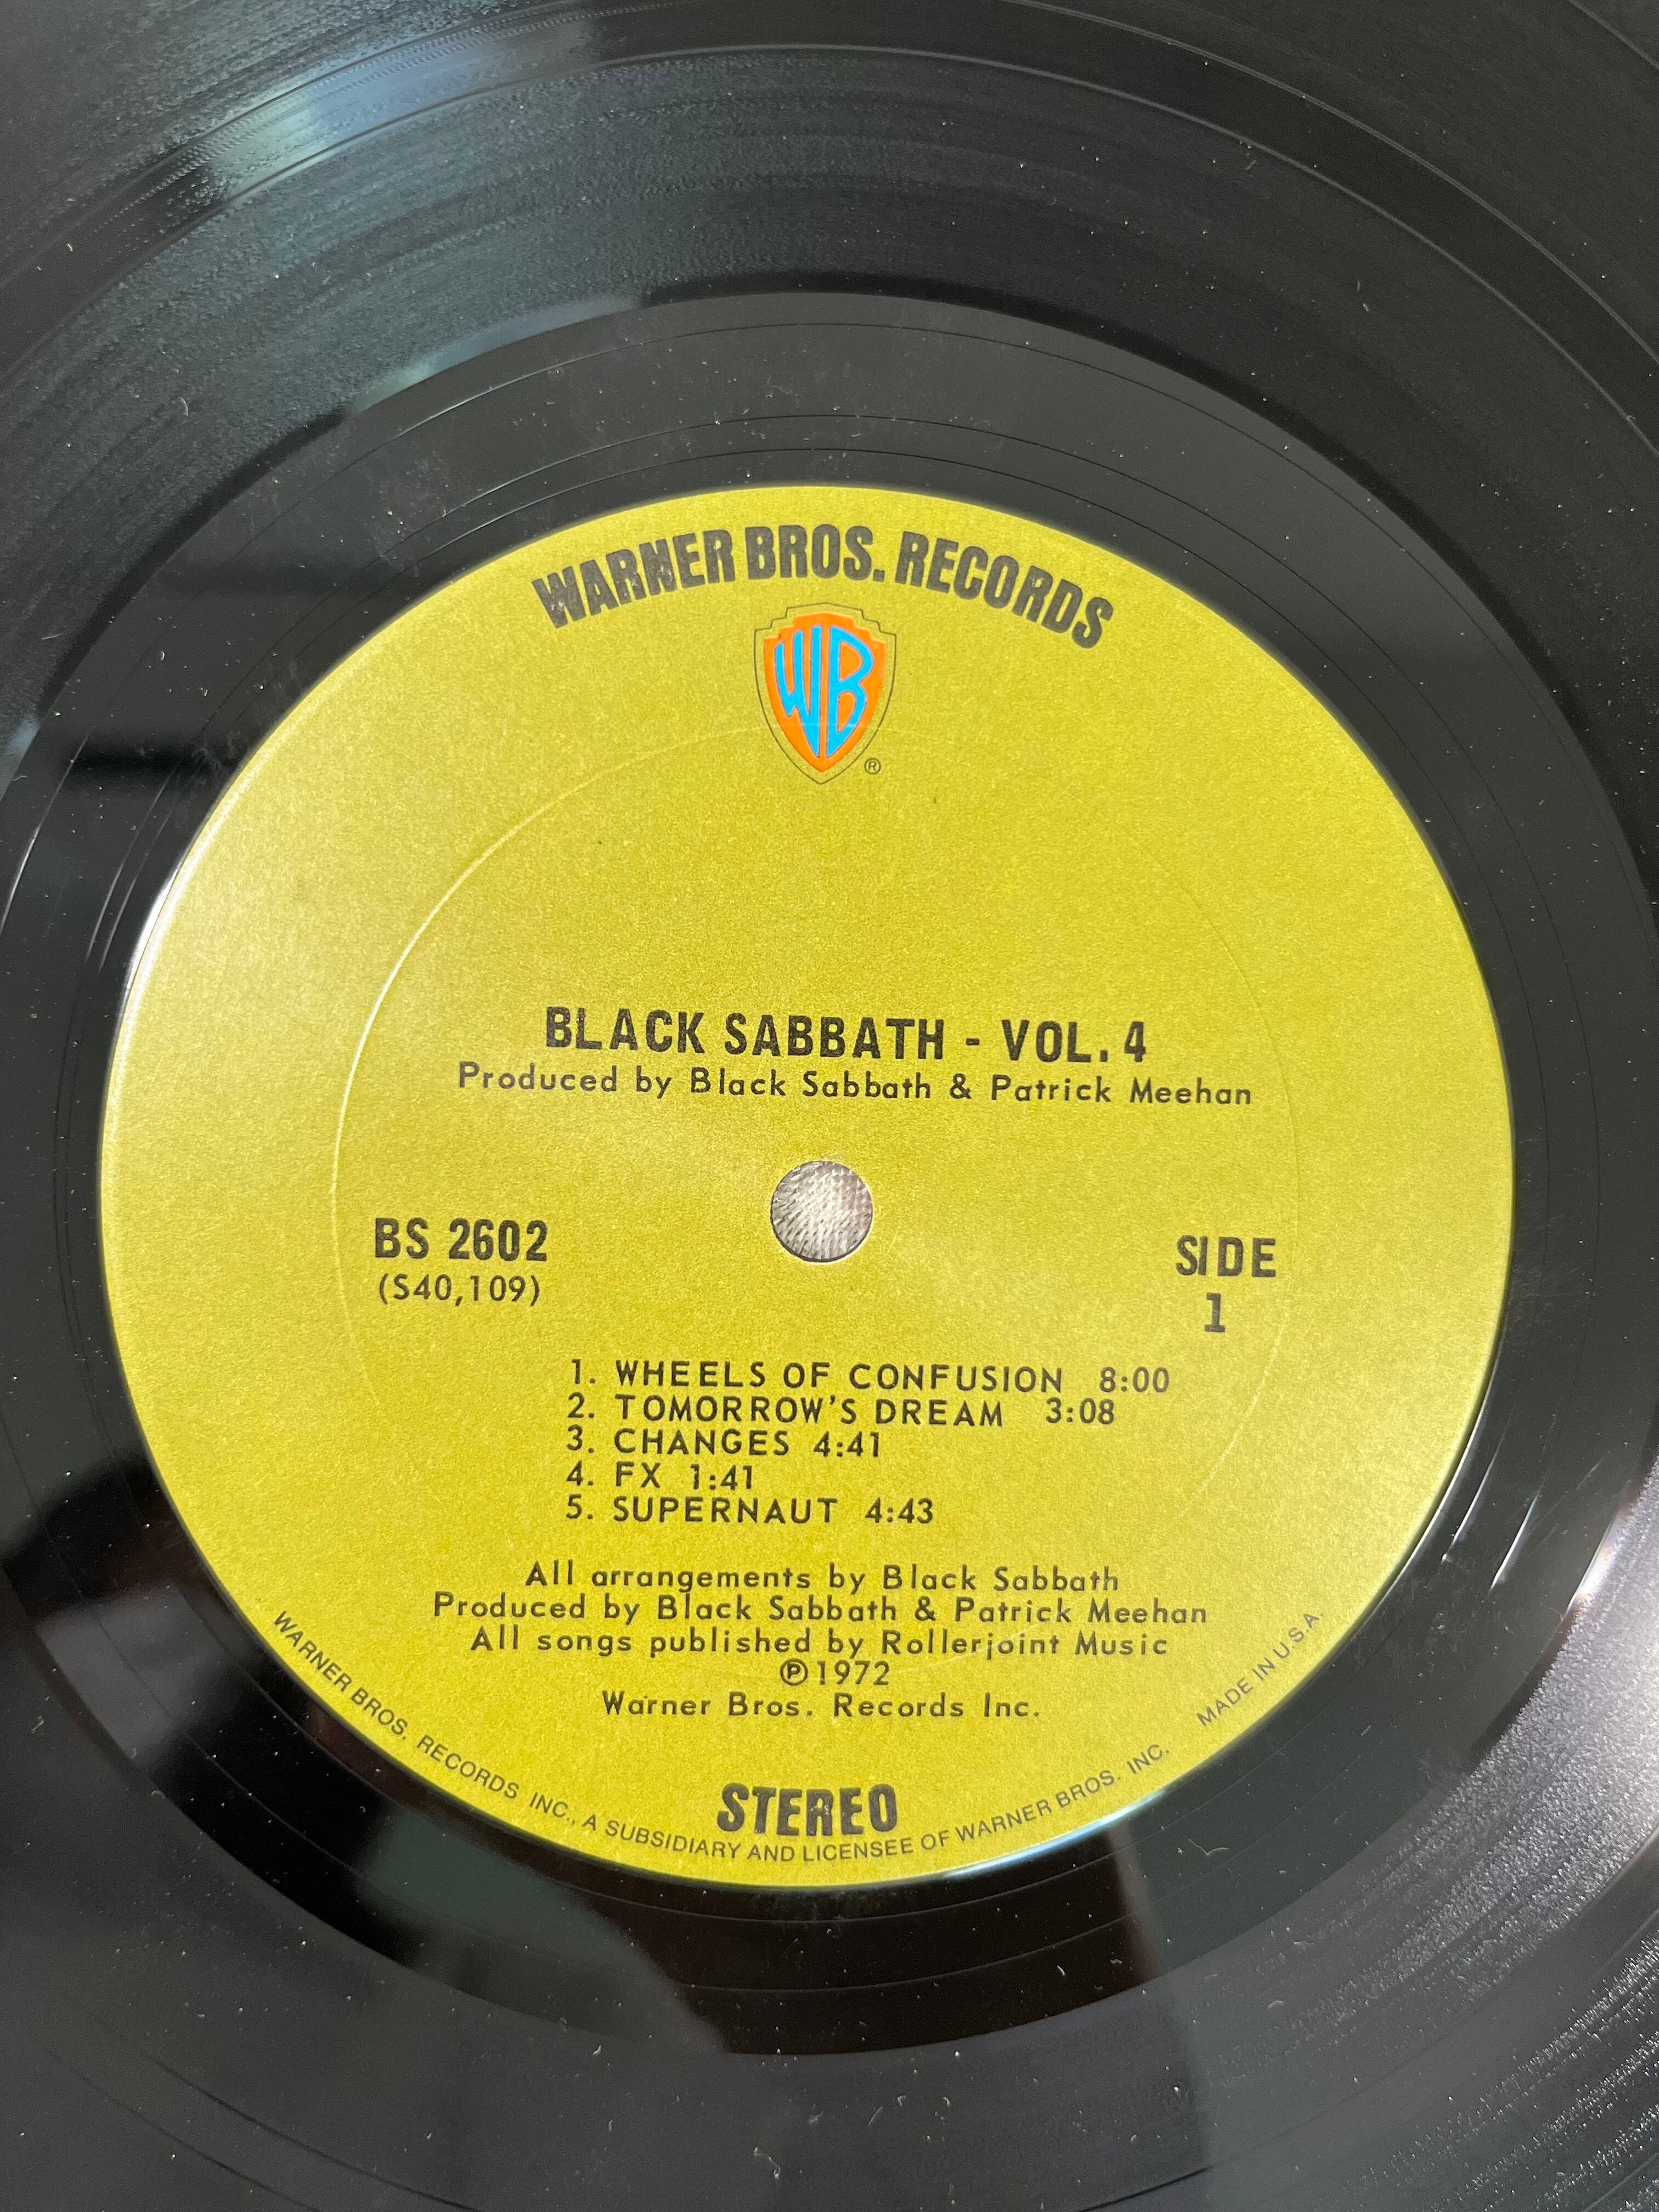 WARNER BROS. RECORDS
WB
®
BLACK SABBATH - VOL. 4
Produced by Black Sabbath & Patrick Meehan
BS 2602
(S40,109)
SIDE
1
1. WHEELS OF CONFUSION 8:00
2. TOMORROW'S DREAM 3:08
3. CHANGES 4:41
4. FX 1:41
5. SUPERNAUT 4:43
All arrangements by Black Sabbath
Produced by Black Sabbath & Patrick Meehan
All songs published by Rollerjoint Music
℗1972
Warner Bros. Records Inc.
STEREO
WARNER BROS. RECORDS INC., A SUBSIDIARY AND LICENSEE OF WARNER BROS. INC.
MADE IN U.S.A.